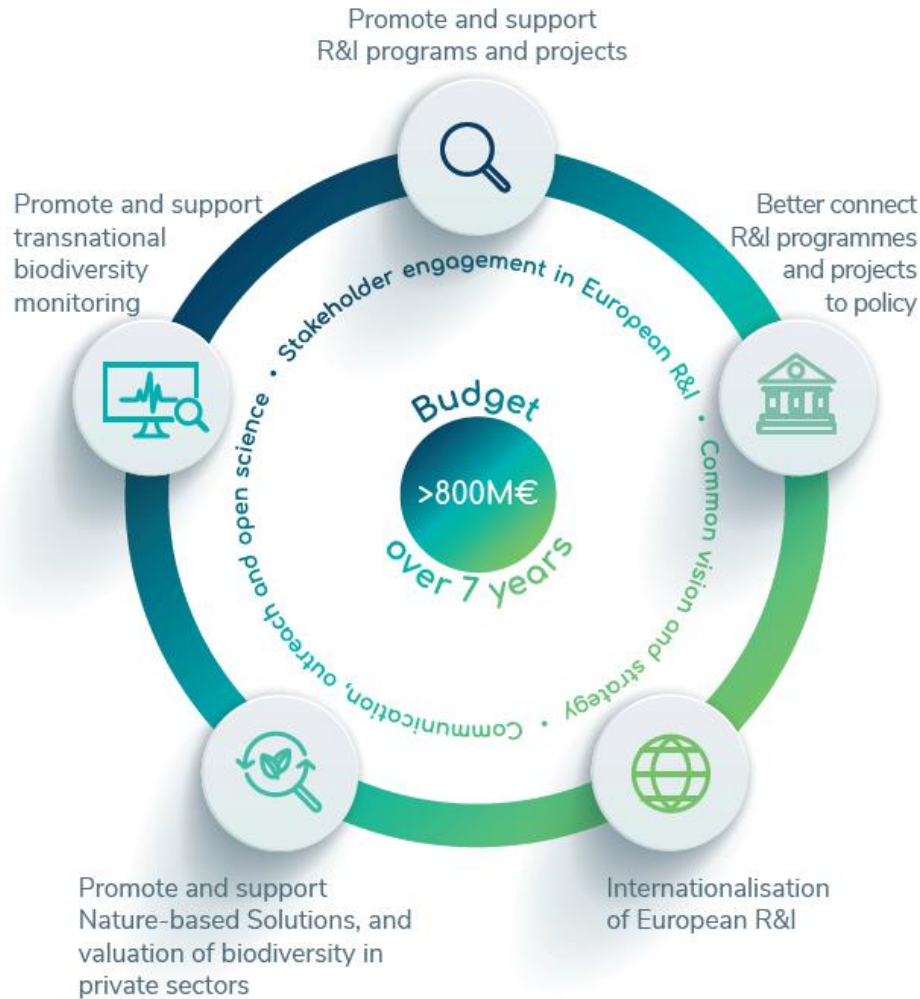 Promote and support
R&I programs and projects
Promote and support
transnational
biodiversity
monitoring
Better connect
R&I programmes
and projects
to policy
Stakeholder engagement in European R&I • Common vision and strategy • Communication, outreach and open science •
Budget
>800M€
over 7 years
Promote and support
Nature-based Solutions, and
valuation of biodiversity in
private sectors
Internationalisation
of European R&I